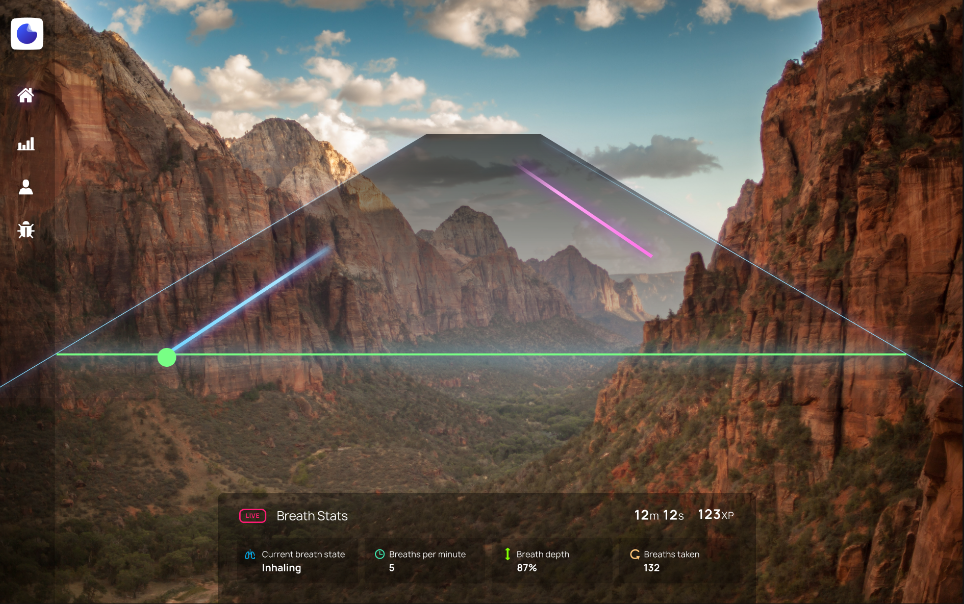 LIVE Breath Stats 12m 12s 123XP
Current breath state Breaths per minute Breath depth Breaths taken
Inhaling 5 87% 132